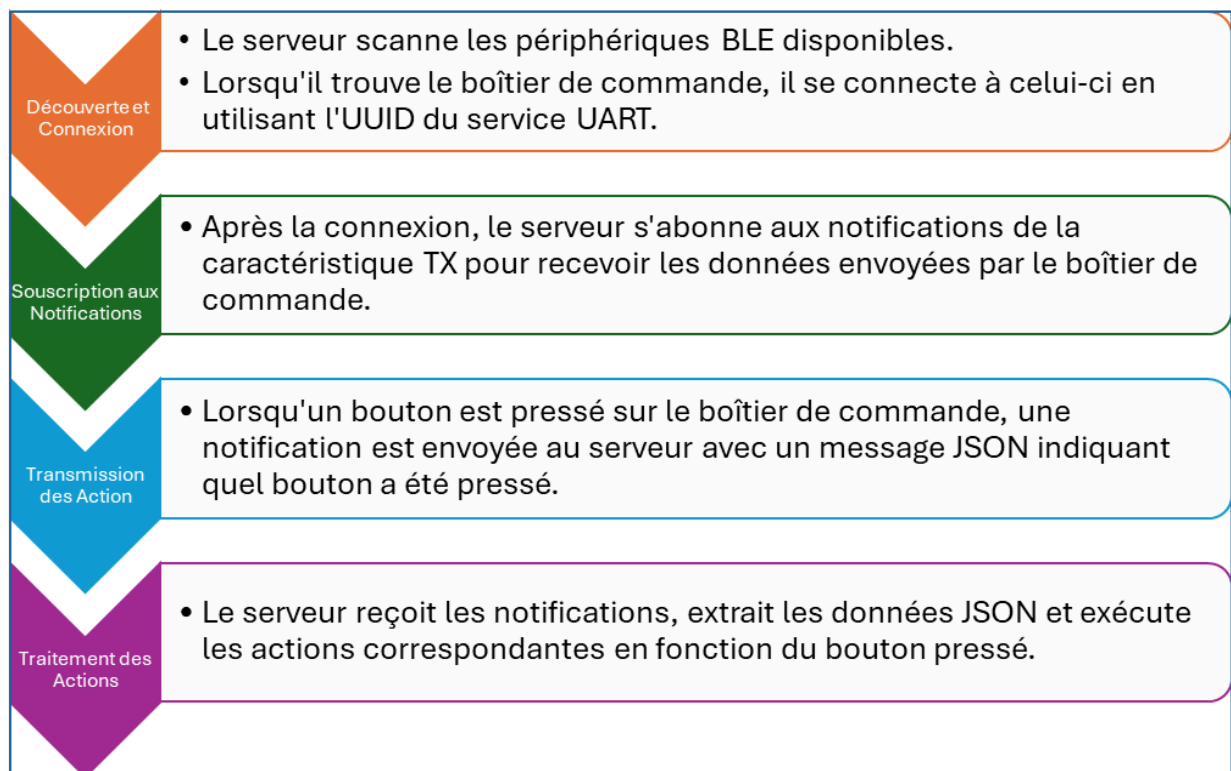 Découverte et
Connexion
• Le serveur scanne les périphériques BLE disponibles.
• Lorsqu'il trouve le boîtier de commande, il se connecte à celui-ci en
utilisant l'UUID du service UART.
Souscription aux
Notifications
• Après la connexion, le serveur s'abonne aux notifications de la
caractéristique TX pour recevoir les données envoyées par le boîtier de
commande.
Transmission
des Action
• Lorsqu'un bouton est pressé sur le boîtier de commande, une
notification est envoyée au serveur avec un message JSON indiquant
quel bouton a été pressé.
Traitement des
Actions
• Le serveur reçoit les notifications, extrait les données JSON et exécute
les actions correspondantes en fonction du bouton pressé.